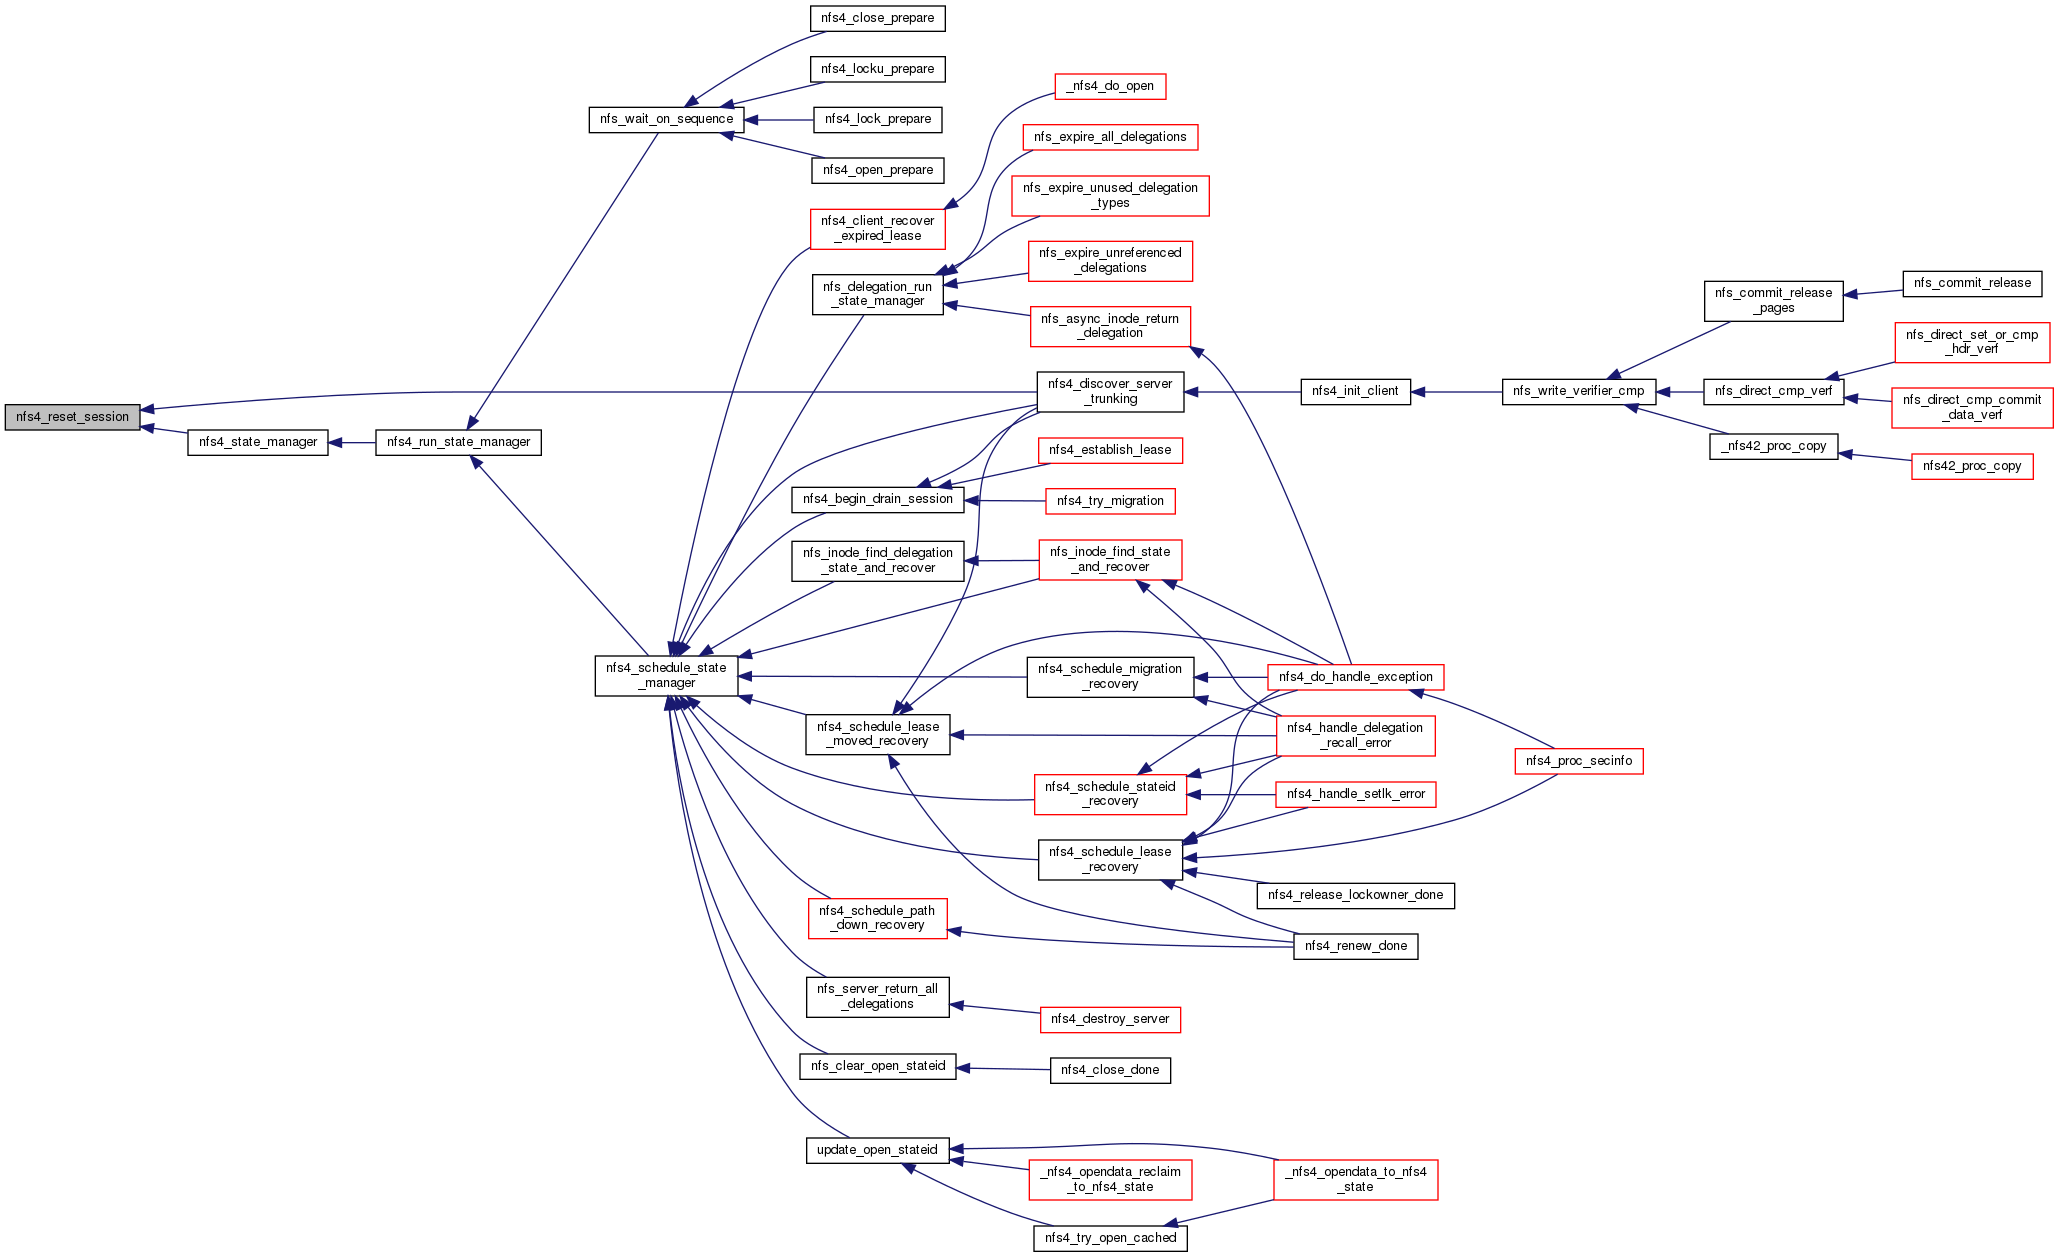 nfs4_close_prepare
nfs4_locku_prepare
_nfs4_do_open
nfs_wait_on_sequence
nfs4_lock_prepare
nfs_expire_all_delegations
nfs4_open_prepare
nfs_expire_unused_delegation
_types
nfs4_client_recover
_expired_lease
nfs_expire_unreferenced
_delegations
nfs_delegation_run
_state_manager
nfs_commit_release
_pages
nfs_commit_release
nfs_async_inode_return
_delegation
nfs_direct_set_or_cmp
_hdr_verf
nfs4_discover_server
_trunking
nfs4_init_client
nfs_write_verifier_cmp
nfs_direct_cmp_verf
nfs_direct_cmp_commit
_data_verf
nfs4_reset_session
nfs4_state_manager
nfs4_run_state_manager
nfs4_establish_lease
_nfs42_proc_copy
nfs42_proc_copy
nfs4_begin_drain_session
nfs4_try_migration
nfs_inode_find_delegation
_state_and_recover
nfs_inode_find_state
_and_recover
nfs4_schedule_state
_manager
nfs4_schedule_migration
_recovery
nfs4_do_handle_exception
nfs4_schedule_lease
_moved_recovery
nfs4_handle_delegation
_recall_error
nfs4_proc_secinfo
nfs4_schedule_stateid
_recovery
nfs4_handle_setlk_error
nfs4_schedule_lease
_recovery
nfs4_release_lockowner_done
nfs4_schedule_path
_down_recovery
nfs4_renew_done
nfs_server_return_all
_delegations
nfs4_destroy_server
nfs_clear_open_stateid
nfs4_close_done
update_open_stateid
_nfs4_opendata_reclaim
_to_nfs4_state
_nfs4_opendata_to_nfs4
_state
nfs4_try_open_cached